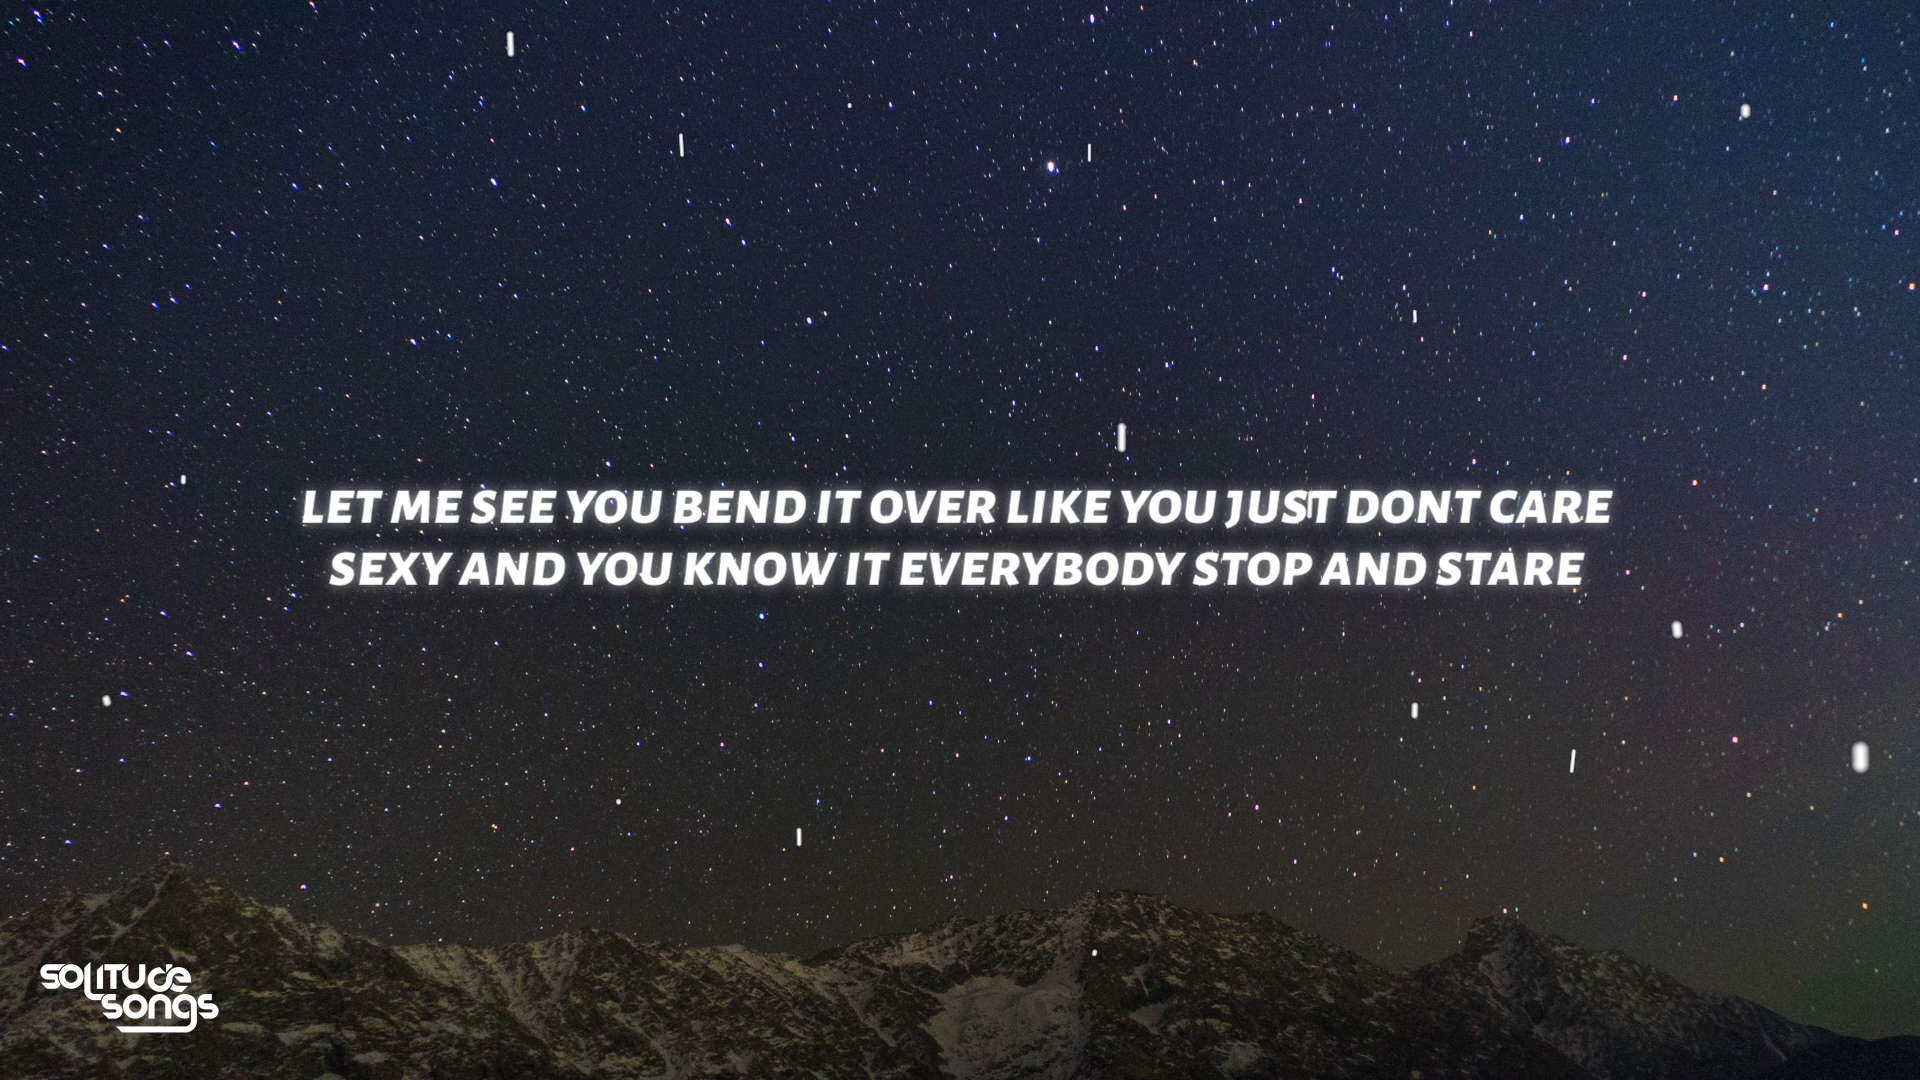 LET ME SEE YOU BEND IT OVER LIKE YOU JUST DONT CARE
SEXY AND YOU KNOW IT EVERYBODY STOP AND STARE
SOLITUDE
SONGS